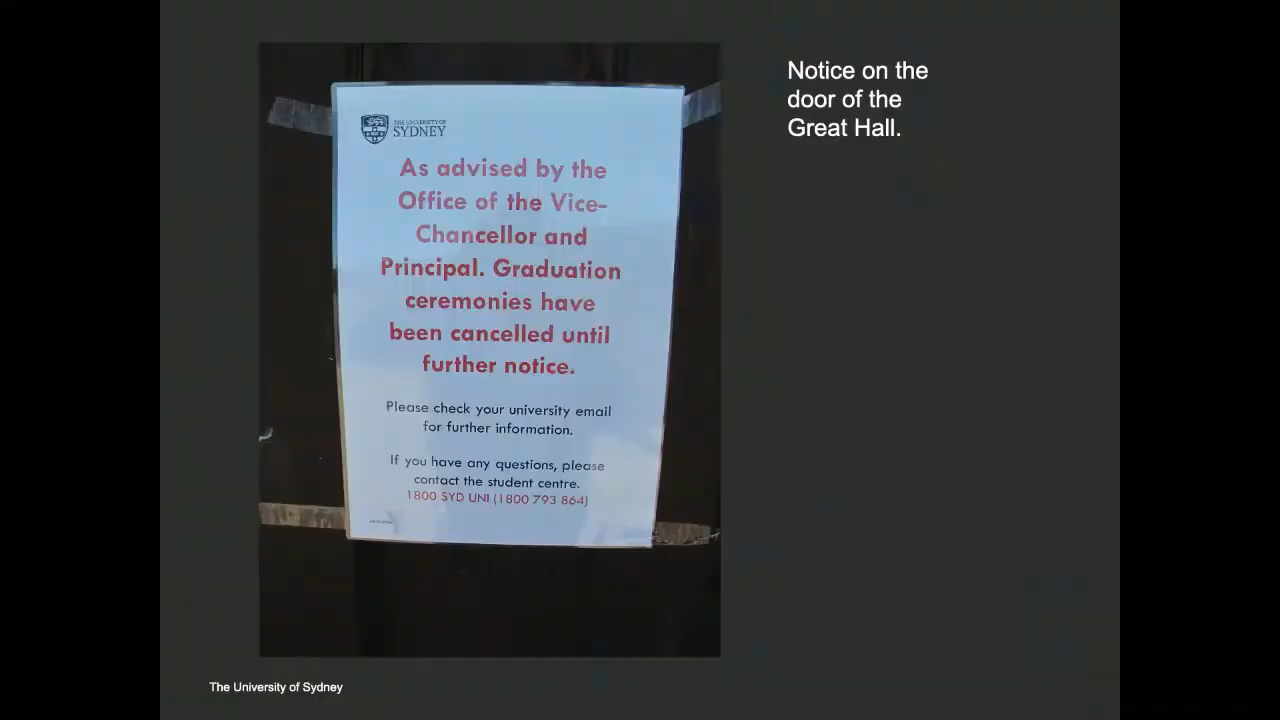 THE UNIVERSITY OF
SYDNEY
As advised by the
Office of the Vice-
Chancellor and
Principal. Graduation
ceremonies have
been cancelled until
further notice.
Please check your university email
for further information.
If you have any questions, please
contact the student centre.
1800 SYD UNI (1800 793 864)
Notice on the
door of the
Great Hall.
The University of Sydney